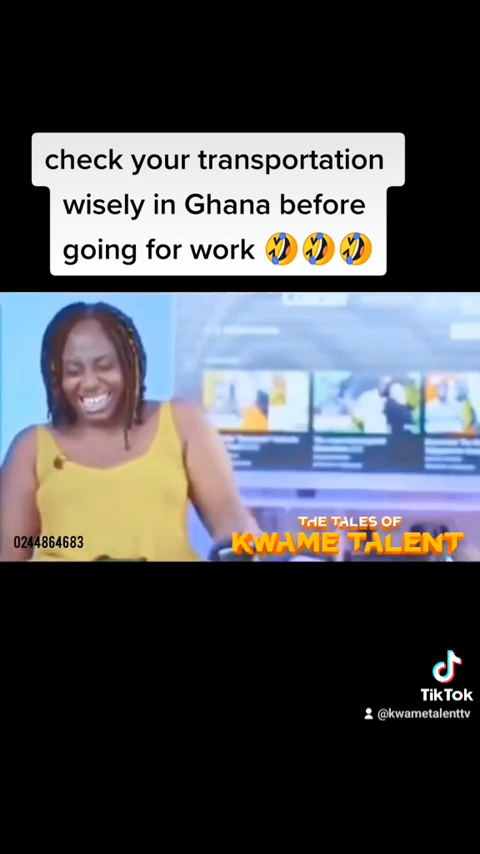 check your transportation
wisely in Ghana before
going for work 🤣🤣🤣
THE TALES OF
KWAME TALENT
0244864683
TikTok
@kwametalenttv